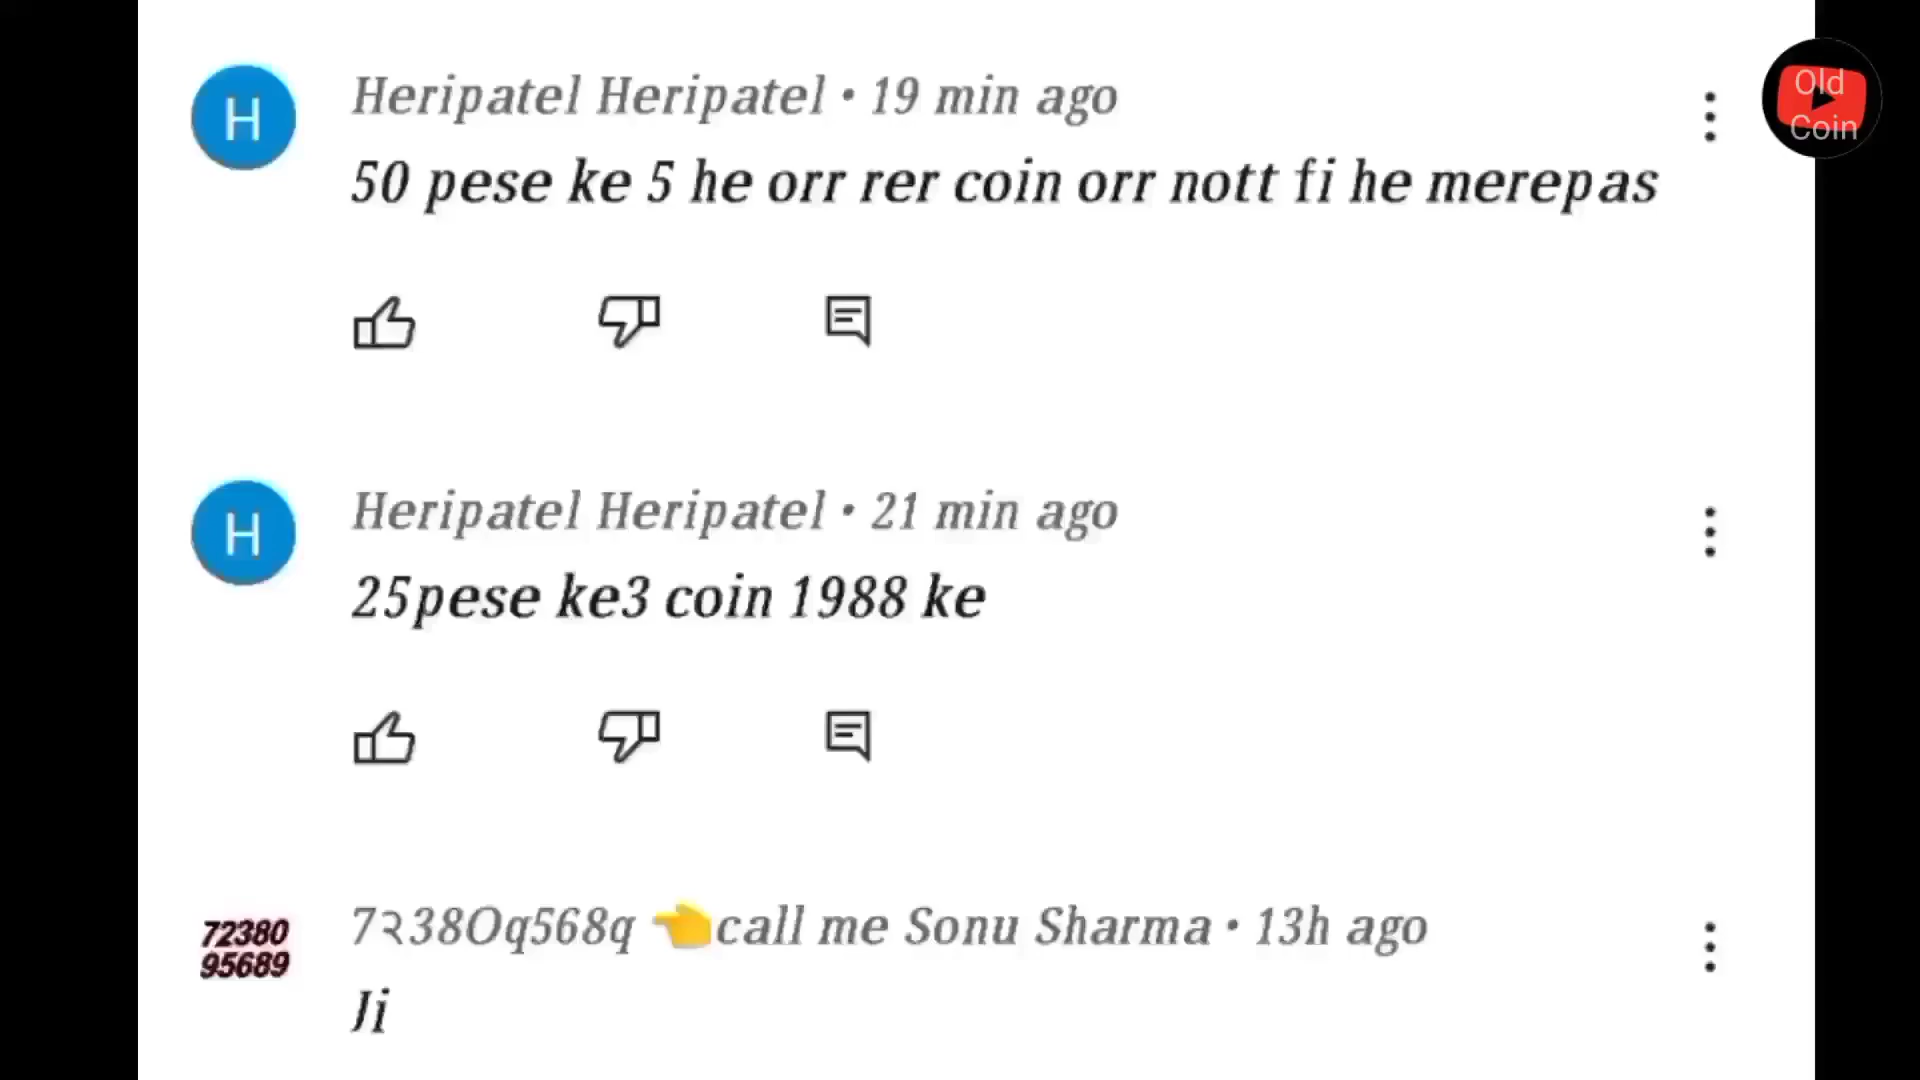 Heripatel Heripatel • 19 min ago
50 pese ke 5 he orr rer coin orr nott fi he merepas
Old
Coin
H
Heripatel Heripatel • 21 min ago
25pese ke3 coin 1988 ke
H
72380
95689
7२38Oq568q 👈call me Sonu Sharma • 13h ago
Ji